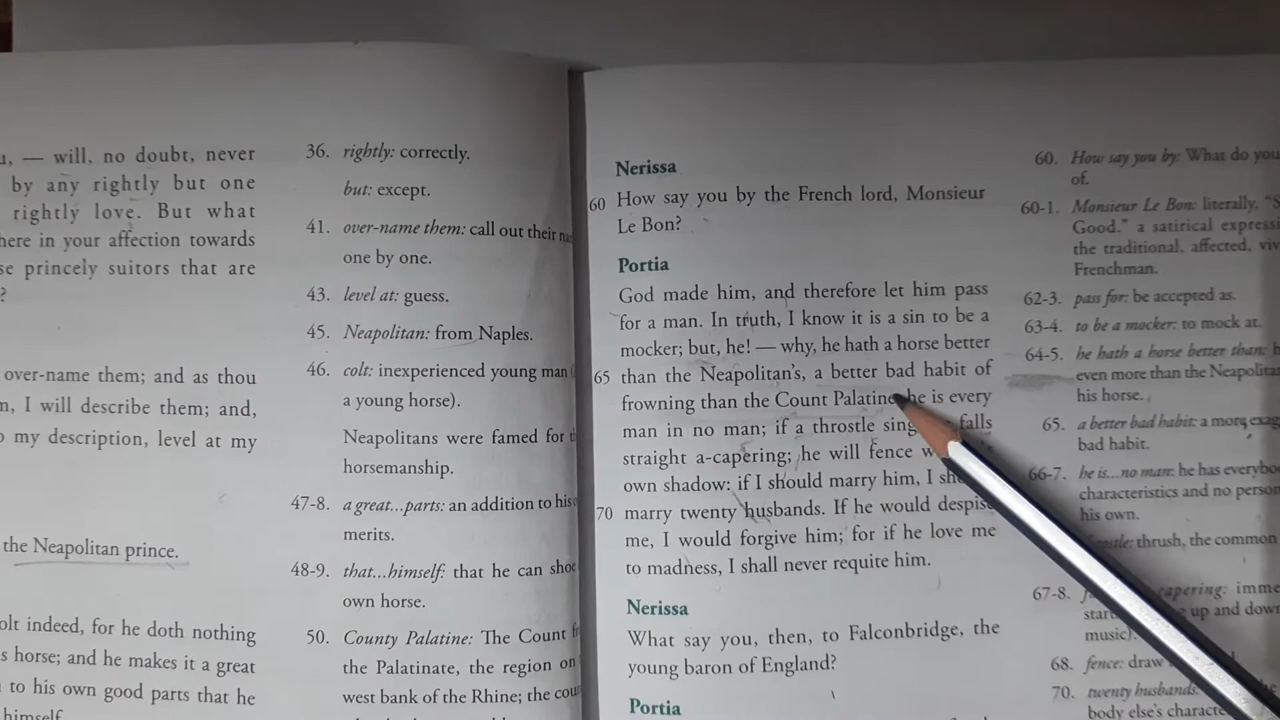 u, — will, no doubt, never
by any rightly but one
rightly love. But what
here in your affection towards
se princely suitors that are
?
over-name them; and as thou
m, I will describe them; and,
o my description, level at my
the Neapolitan prince.
olt indeed, for he doth nothing
s horse; and he makes it a great
to his own good parts that he
himself
36. rightly: correctly.
but: except.
41. over-name them: call out their
one by one.
43. level at: guess.
45. Neapolitan: from Naples.
46. colt: inexperienced young man
a young horse).
Neapolitans were famed for
horsemanship.
47-8. a great...parts: an addition to his
merits.
48-9. that...himself: that he can
own horse.
50. County Palatine: The Count
the Palatinate, the region on
west bank of the Rhine; the
Nerissa
60 How say you by the French lord, Monsieur
Le Bon?
Portia
God made him, and therefore let him pass
for a man. In truth, I know it is a sin to be a
mocker; but, he! — why, he hath a horse better
65 than the Neapolitan's, a better bad habit of
frowning than the Count Palatine he is every
man in no man; if a throstle sing falls
straight a-capering; he will fence
own shadow: if I should marry him, I
70 marry twenty husbands. If he would despise
me, I would forgive him; for if he love me
to madness, I shall never requite him.
Nerissa
What say you, then, to Falconbridge, the
young baron of England?
Portia
60. How say you by: What do you
of.
60-1. Monsieur Le Bon: literally,
Good." a satirical
the traditional, affected,
Frenchman.
62-3. pass for: be accepted as.
63-4. to be a mocker: to mock at.
64-5. he hath a horse better than:
even more than the
his horse.
65. a better bad habit: a more
bad habit.
66-7. he is...no man: he has
characteristics and no
his own.
thrush, the common
67-8. capering:
up and down
music).
68. fence: draw
70. twenty husbands:
body else's